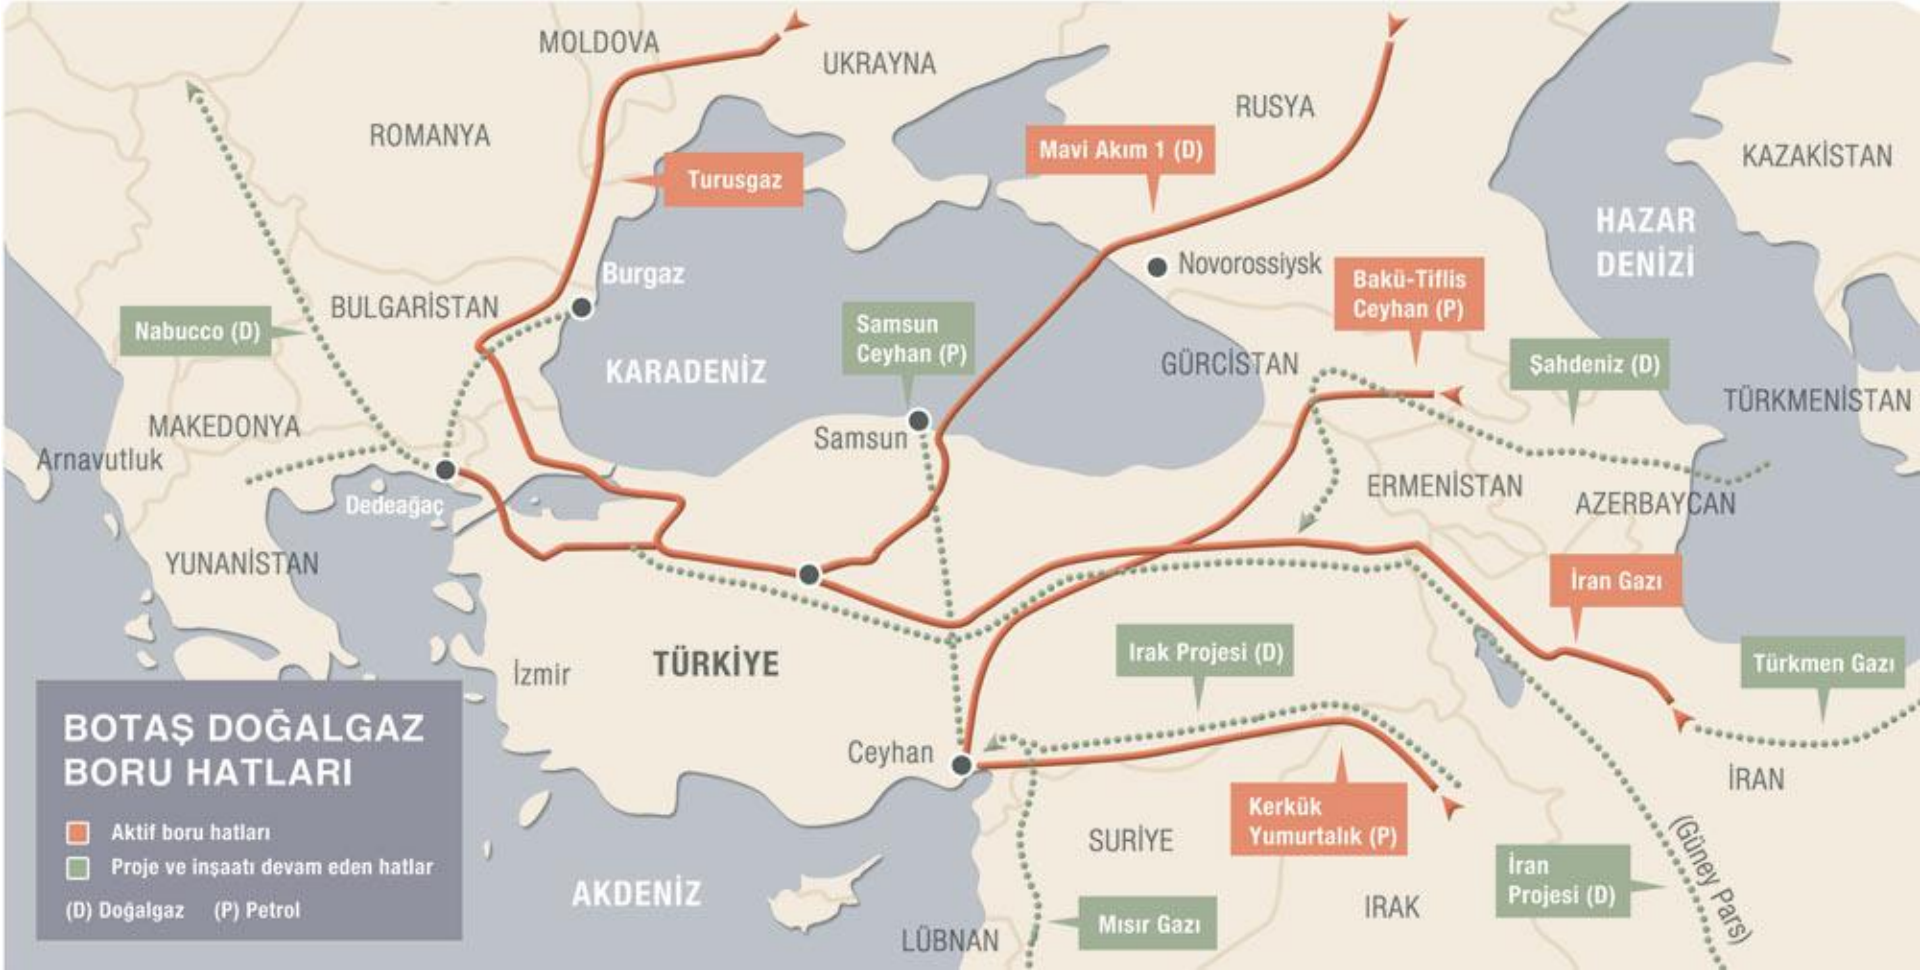 MOLDOVA
UKRAYNA
RUSYA
ROMANYA
Mavi Akım 1 (D)
KAZAKİSTAN
Turusgaz
HAZAR
DENİZİ
Burgaz
Novorossiysk
Bakü-Tiflis
Ceyhan (P)
BULGARİSTAN
Nabucco (D)
Samsun
Ceyhan (P)
KARADENİZ
GÜRCİSTAN
Şahdeniz (D)
TÜRKMENİSTAN
MAKEDONYA
Samsun
Arnavutluk
ERMENİSTAN
Dedeağaç
AZERBAYCAN
YUNANİSTAN
İran Gazı
Irak Projesi (D)
TÜRKİYE
İzmir
Türkmen Gazı
BOTAŞ DOĞALGAZ
BORU HATLARI
Ceyhan
İRAN
Aktif boru hatları
Proje ve inşaatı devam eden hatlar
(D) Doğalgaz (P) Petrol
Kerkük
Yumurtalık (P)
SURİYE
(Güney Pars)
İran
Projesi (D)
AKDENİZ
IRAK
Mısır Gazı
LÜBNAN